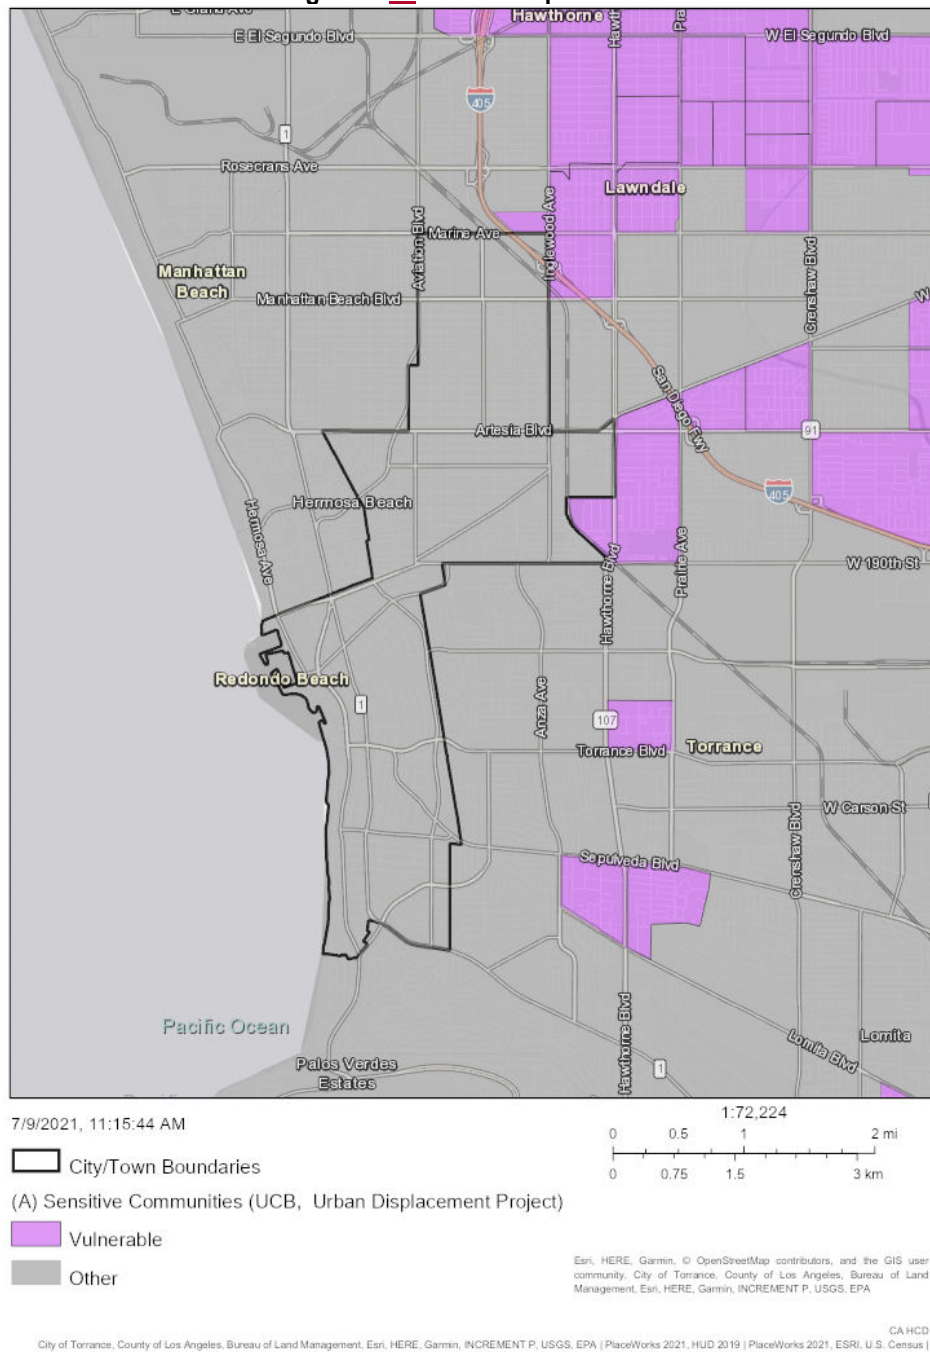 E Grand Ave
Hawthorne
Hawth
Pra
E El Segundo Blvd
W El Segundo Blvd
405
1
Rosecrans Ave
Lawndale
Aviation Blvd
Marine Ave
Inglewood Ave
Manhattan
Beach
Crenshaw Blvd
Manhattan Beach Blvd
W
San Diego Fwy
Artesia Blvd
91
405
Hermosa Beach
Hermosa Ave
Prairie Ave
Hawthorne Blvd
W 190th St
Redondo Beach
1
Anza Ave
107
Torrance Blvd
Torrance
W Carson St
Crenshaw Blvd
Sepulveda Blvd
Pacific Ocean
Hawthorne Blvd
Lomita
Lomita Blvd
Palos Verdes
Estates
1
7/9/2021, 11:15:44 AM
1:72,224
0 0.5 1 2 mi
0 0.75 1.5 3 km
City/Town Boundaries
(A) Sensitive Communities (UCB, Urban Displacement Project)
Vulnerable
Other
Esri, HERE, Garmin, © OpenStreetMap contributors, and the GIS user
community, City of Torrance, County of Los Angeles, Bureau of Land
Management, Esri, HERE, Garmin, INCREMENT P, USGS, EPA
CA HCD
City of Torrance, County of Los Angeles, Bureau of Land Management, Esri, HERE, Garmin, INCREMENT P, USGS, EPA | PlaceWorks 2021, HUD 2019 | PlaceWorks 2021, ESRI, U.S. Census |